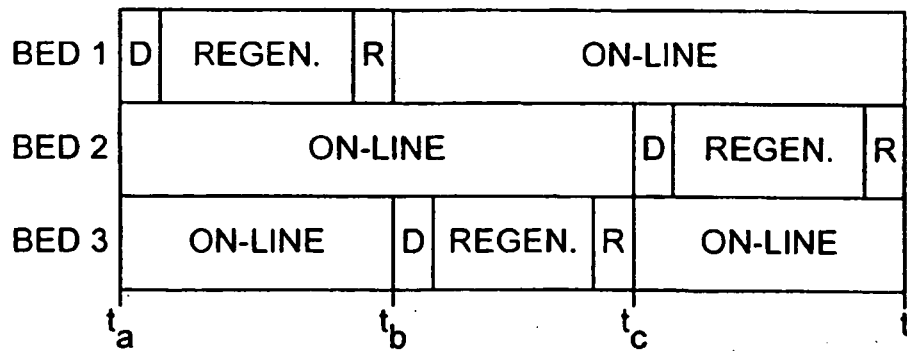 BED 1 D REGEN. R ON-LINE
BED 2 ON-LINE D REGEN. R
BED 3 ON-LINE D REGEN. R ON-LINE
ta tb tc t